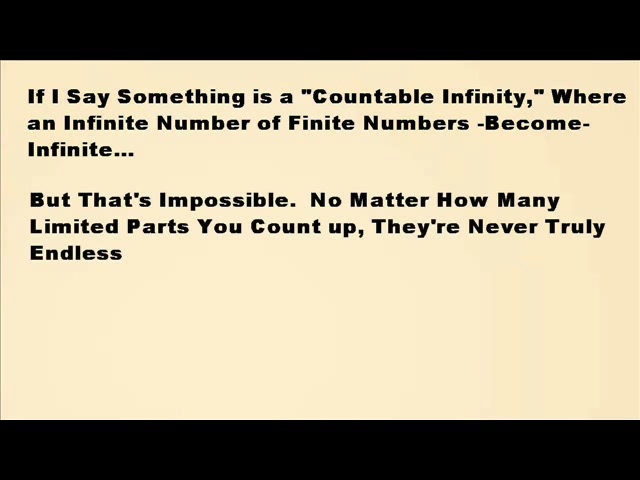 If I Say Something is a "Countable Infinity," Where
an Infinite Number of Finite Numbers -Become-
Infinite...
But That's Impossible.  No Matter How Many
Limited Parts You Count up, They're Never Truly
Endless